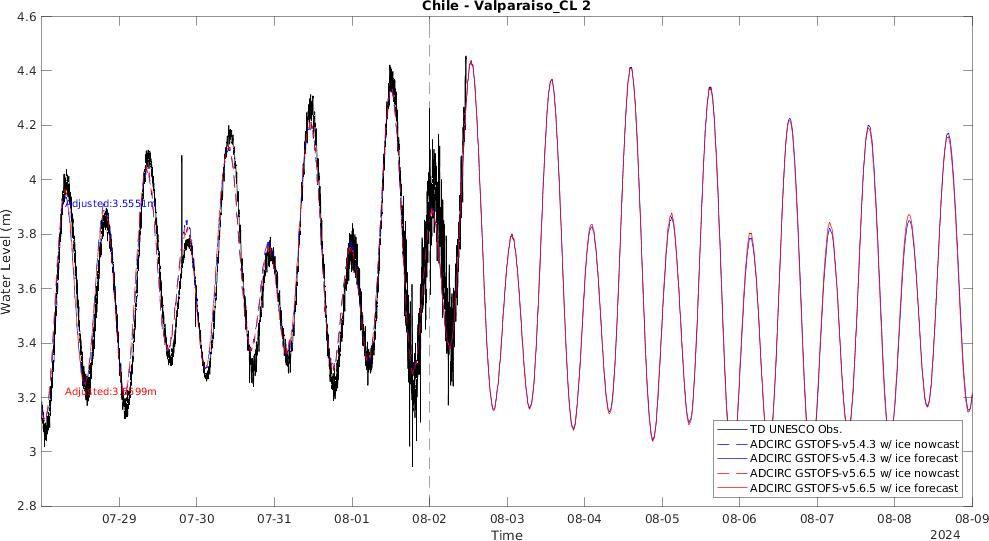 Chile - Valparaiso_CL 2
Water Level (m)
4.6
4.4
4.2
4
3.8
3.6
3.4
3.2
3
2.8
Adjusted:3.5551m
07-29
07-30
07-31
08-01
08-02
08-03
08-04
08-05
08-06
08-07
08-08
08-09
Time
2024
TD UNESCO Obs.
ADCIRC GSTOFS-v5.4.3 w/ ice nowcast
ADCIRC GSTOFS-v5.4.3 w/ ice forecast
ADCIRC GSTOFS-v5.6.5 w/ ice nowcast
ADCIRC GSTOFS-v5.6.5 w/ ice forecast